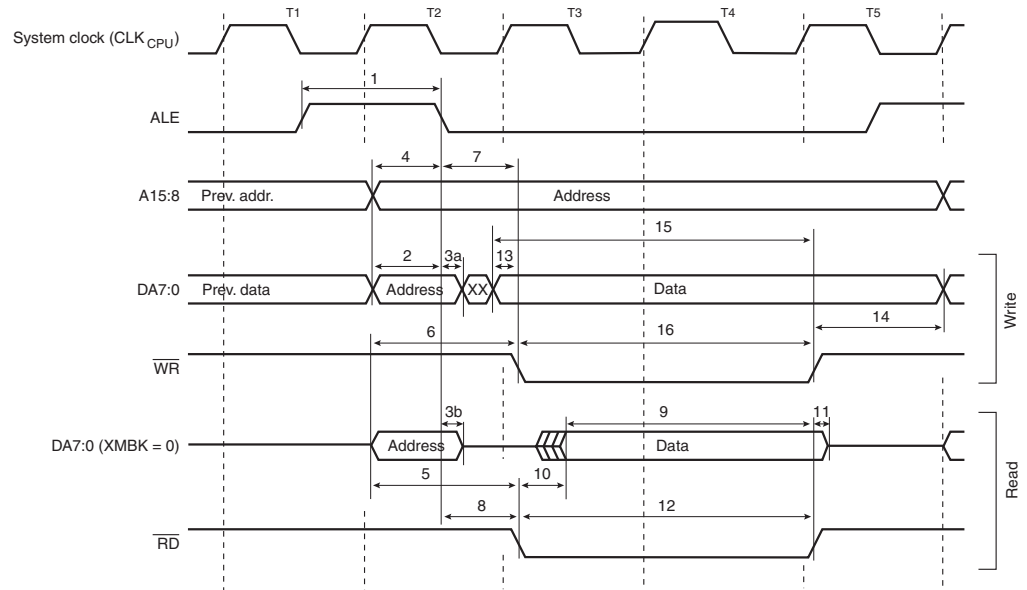 T1 T2 T3 T4 T5
System clock (CLK CPU)
1
ALE
4 7
A15:8 Prev. addr. Address
15
2 3a 13
DA7:0 Prev. data Address XX Data
14
6 16
WR
Write
3b 9 11
DA7:0 (XMBK = 0) Address Data
5 10
8 12
RD
Read